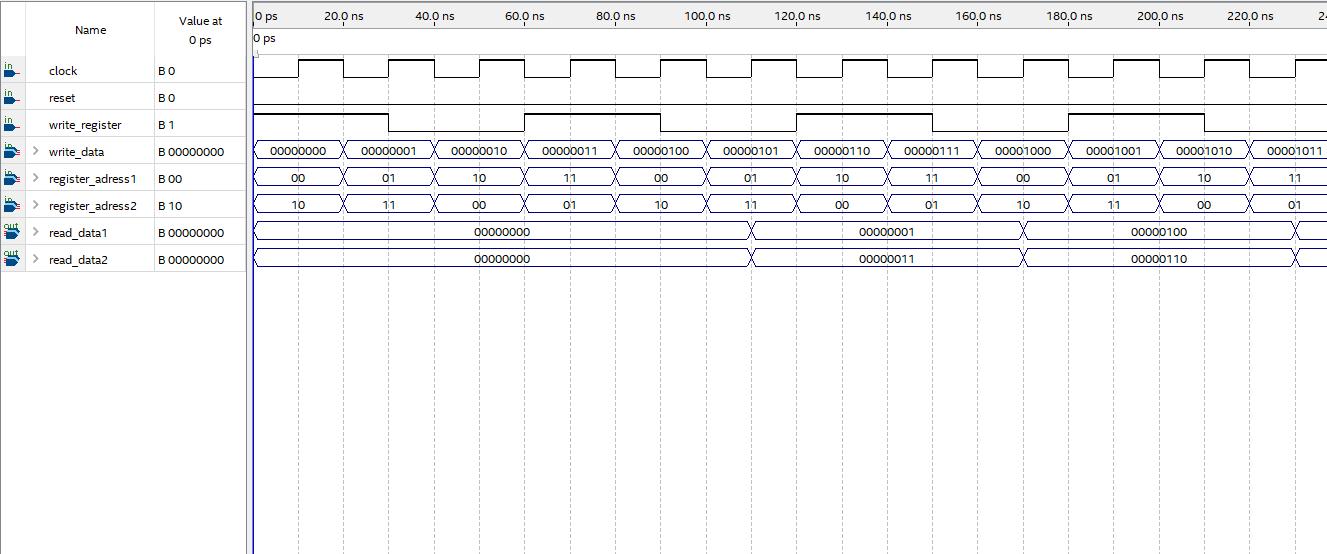 Name Value at 0 ps 0 ps 20.0 ns 40.0 ns 60.0 ns 80.0 ns 100.0 ns 120.0 ns 140.0 ns 160.0 ns 180.0 ns 200.0 ns 220.0 ns 24
0 ps
in clock B 0
in reset B 0
in write_register B 1
in write_data B 00000000 00000000 00000001 00000010 00000011 00000100 00000101 00000110 00000111 00001000 00001001 00001010 00001011
in register_adress1 B 00 00 01 10 11 00 01 10 11 00 01 10 11
in register_adress2 B 10 10 11 00 01 10 11 00 01 10 11 00 01
out read_data1 B 00000000 00000000 00000001 00000100
out read_data2 B 00000000 00000000 00000011 00000110